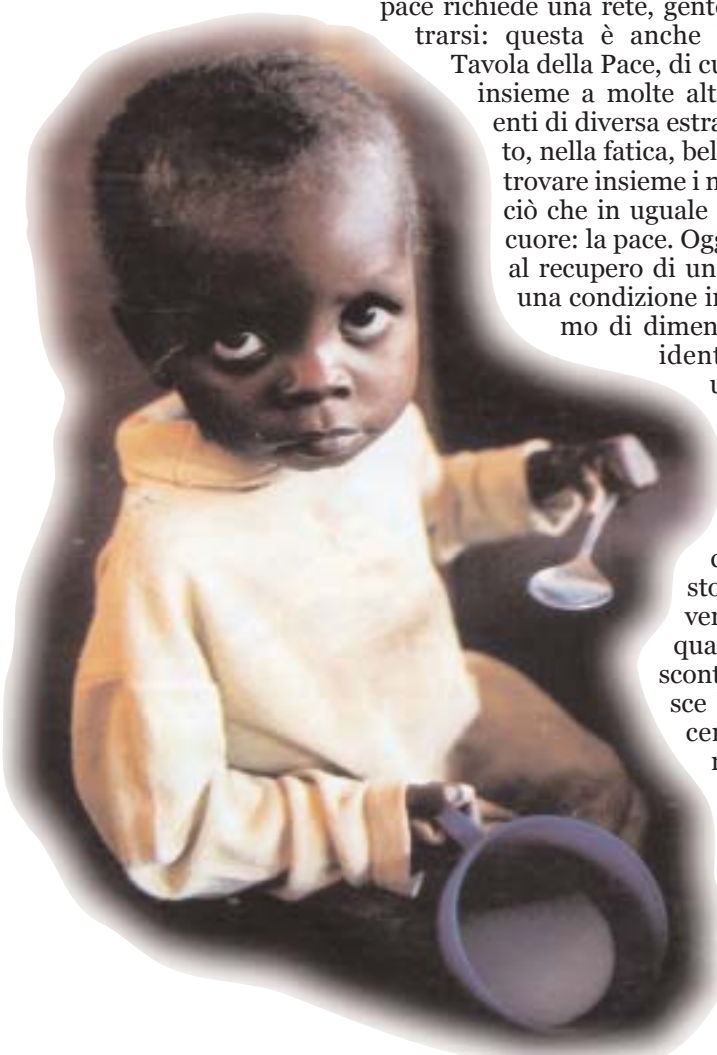 pace richiede una rete, gente
trarsi: questa è anche
Tavola della Pace, di cu
insieme a molte alt
enti di diversa estra
to, nella fatica, bel
trovare insieme i n
ciò che in uguale
cuore: la pace. Ogg
al recupero di un
una condizione in
mo di dimen
ident
u
c
sto
ver
qua
scont
sce
cer
r